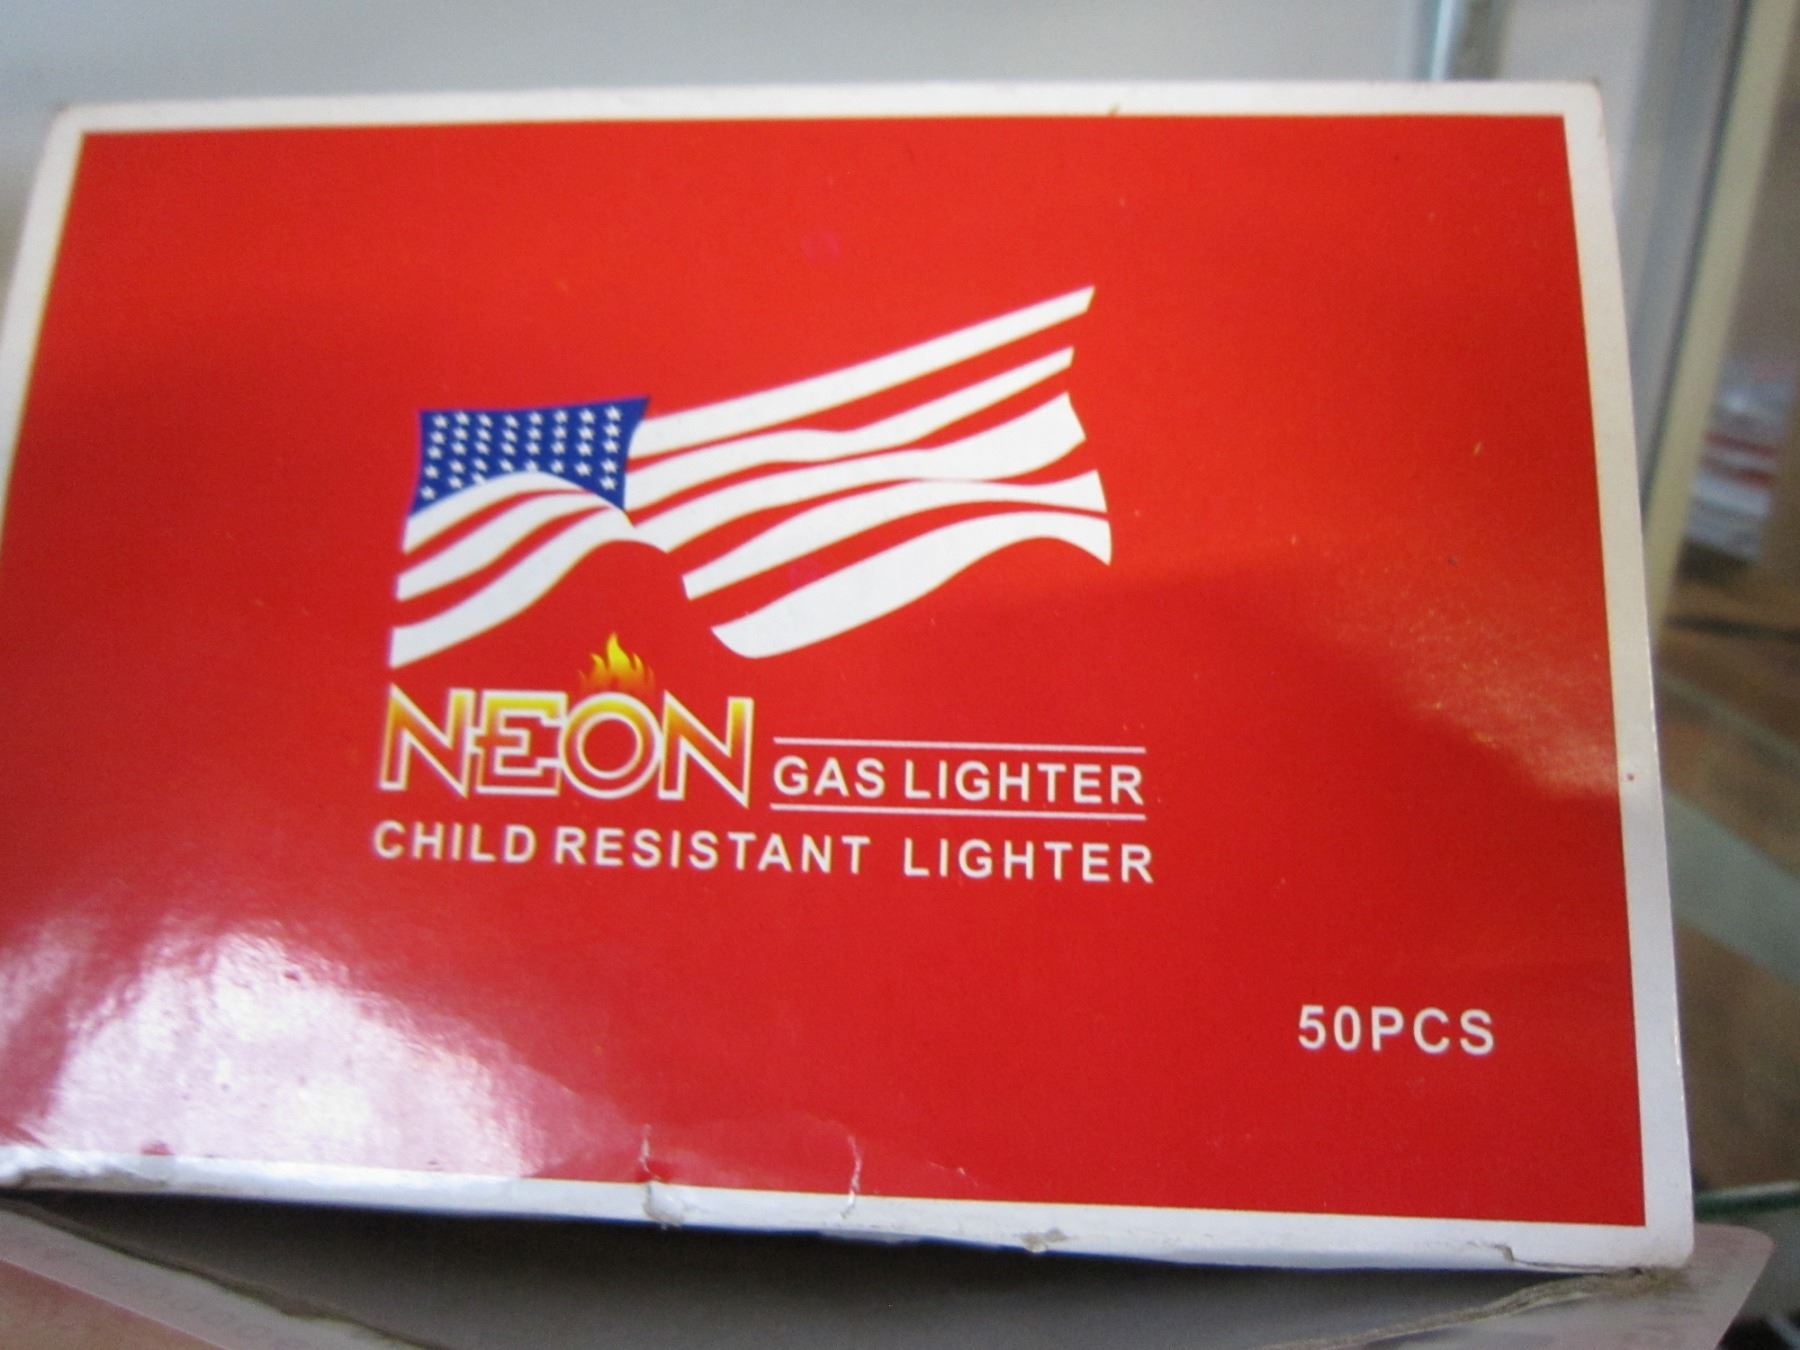 NEON GAS LIGHTER
CHILD RESISTANT LIGHTER
50PCS